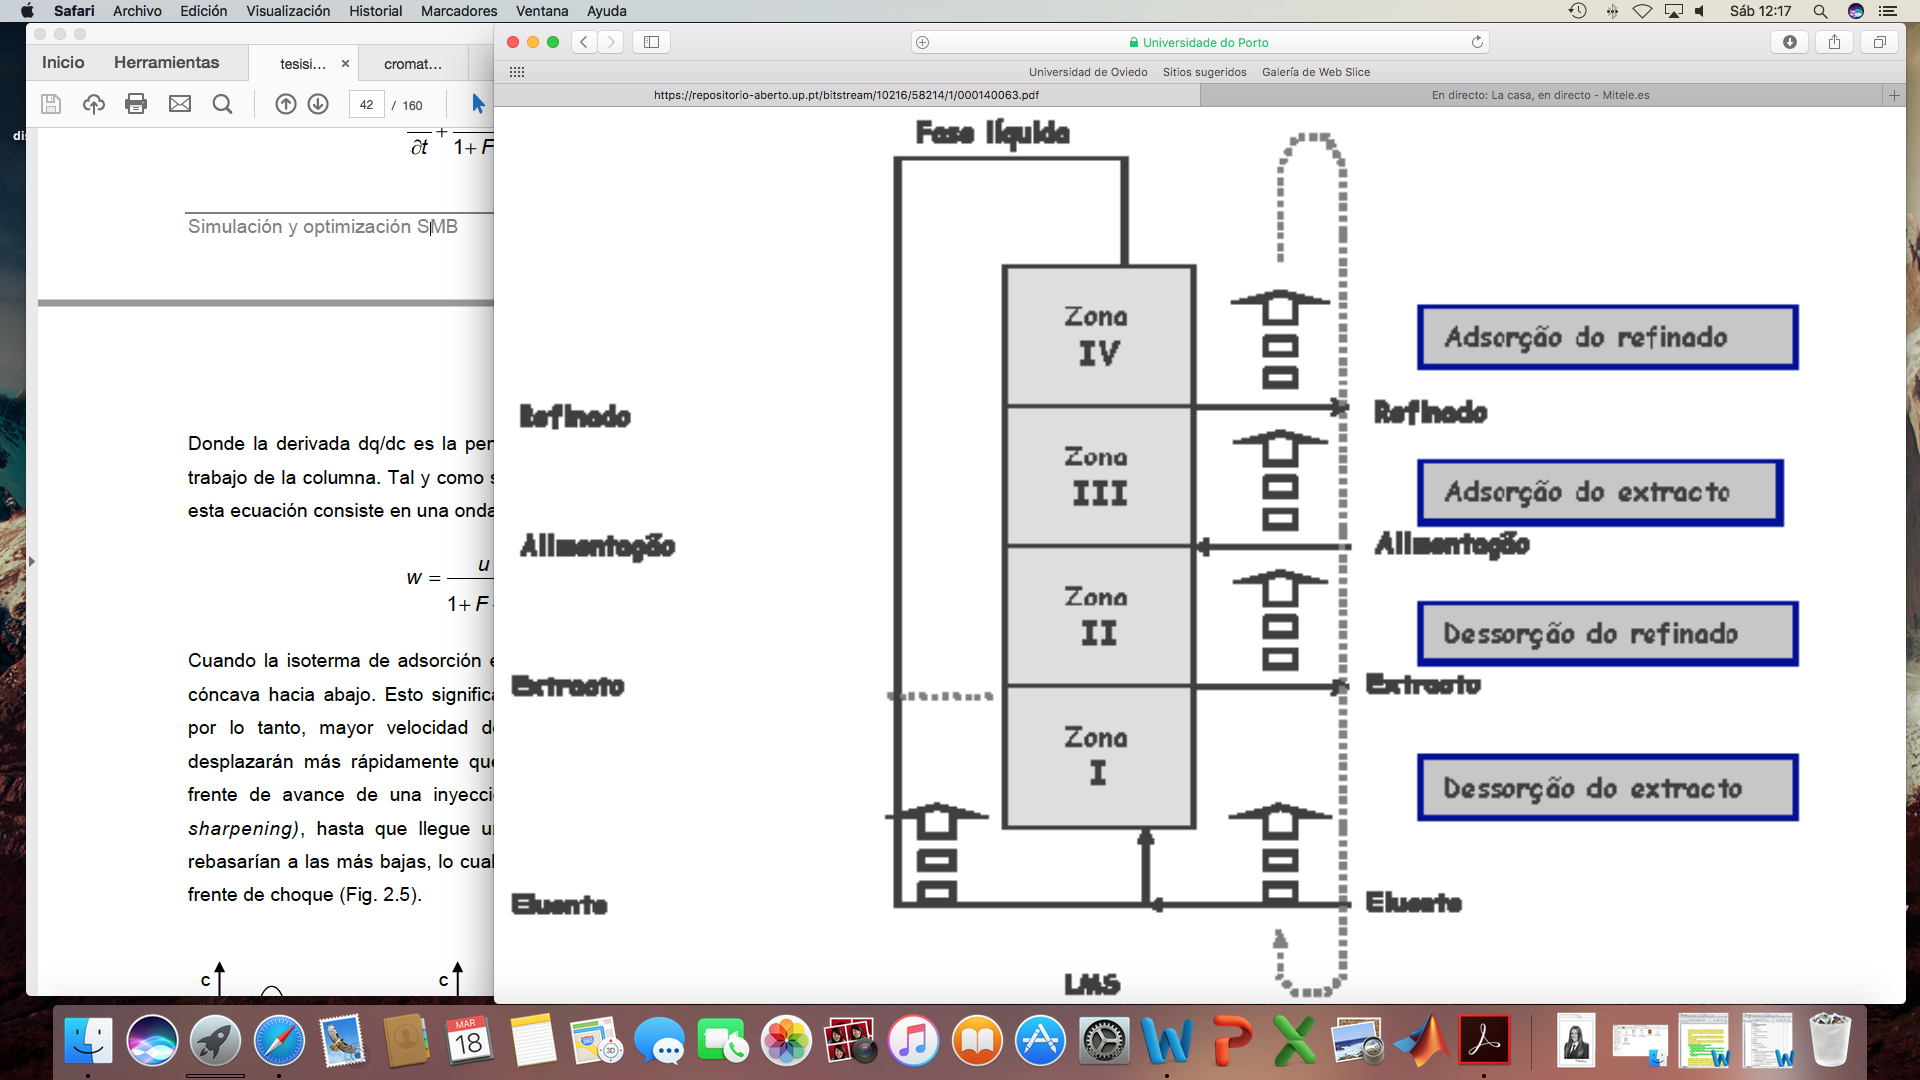 Safari Archivo Edición Visualización Historial Marcadores Ventana Ayuda
Sáb 12:17
Inicio Herramientas tesisi... × cromat...
42 / 160
∂t + 1+ F
Simulación y optimización SMB
Donde la derivada dq/dc es la pen
trabajo de la columna. Tal y como s
esta ecuación consiste en una onda
w = u
1+ F
Cuando la isoterma de adsorción e
cóncava hacia abajo. Esto significa
por lo tanto, mayor velocidad de
desplazarán más rápidamente que
frente de avance de una inyecci
sharpening), hasta que llegue u
rebasarían a las más bajas, lo cual
frente de choque (Fig. 2.5).
c c
Universidade do Porto
Universidad de Oviedo Sitios sugeridos Galería de Web Slice
https://repositorio-aberto.up.pt/bitstream/10216/58214/1/000140063.pdf
En directo: La casa, en directo - Mitele.es
Fase líquida
Zona
IV
Adsorção do refinado
Refinado
Refinado
Zona
III
Adsorção do extracto
Alimentação
Alimentação
Zona
II
Dessorção do refinado
Extracto
Extracto
Zona
I
Dessorção do extracto
Eluente
Eluente
LMS
MAR
18
3D